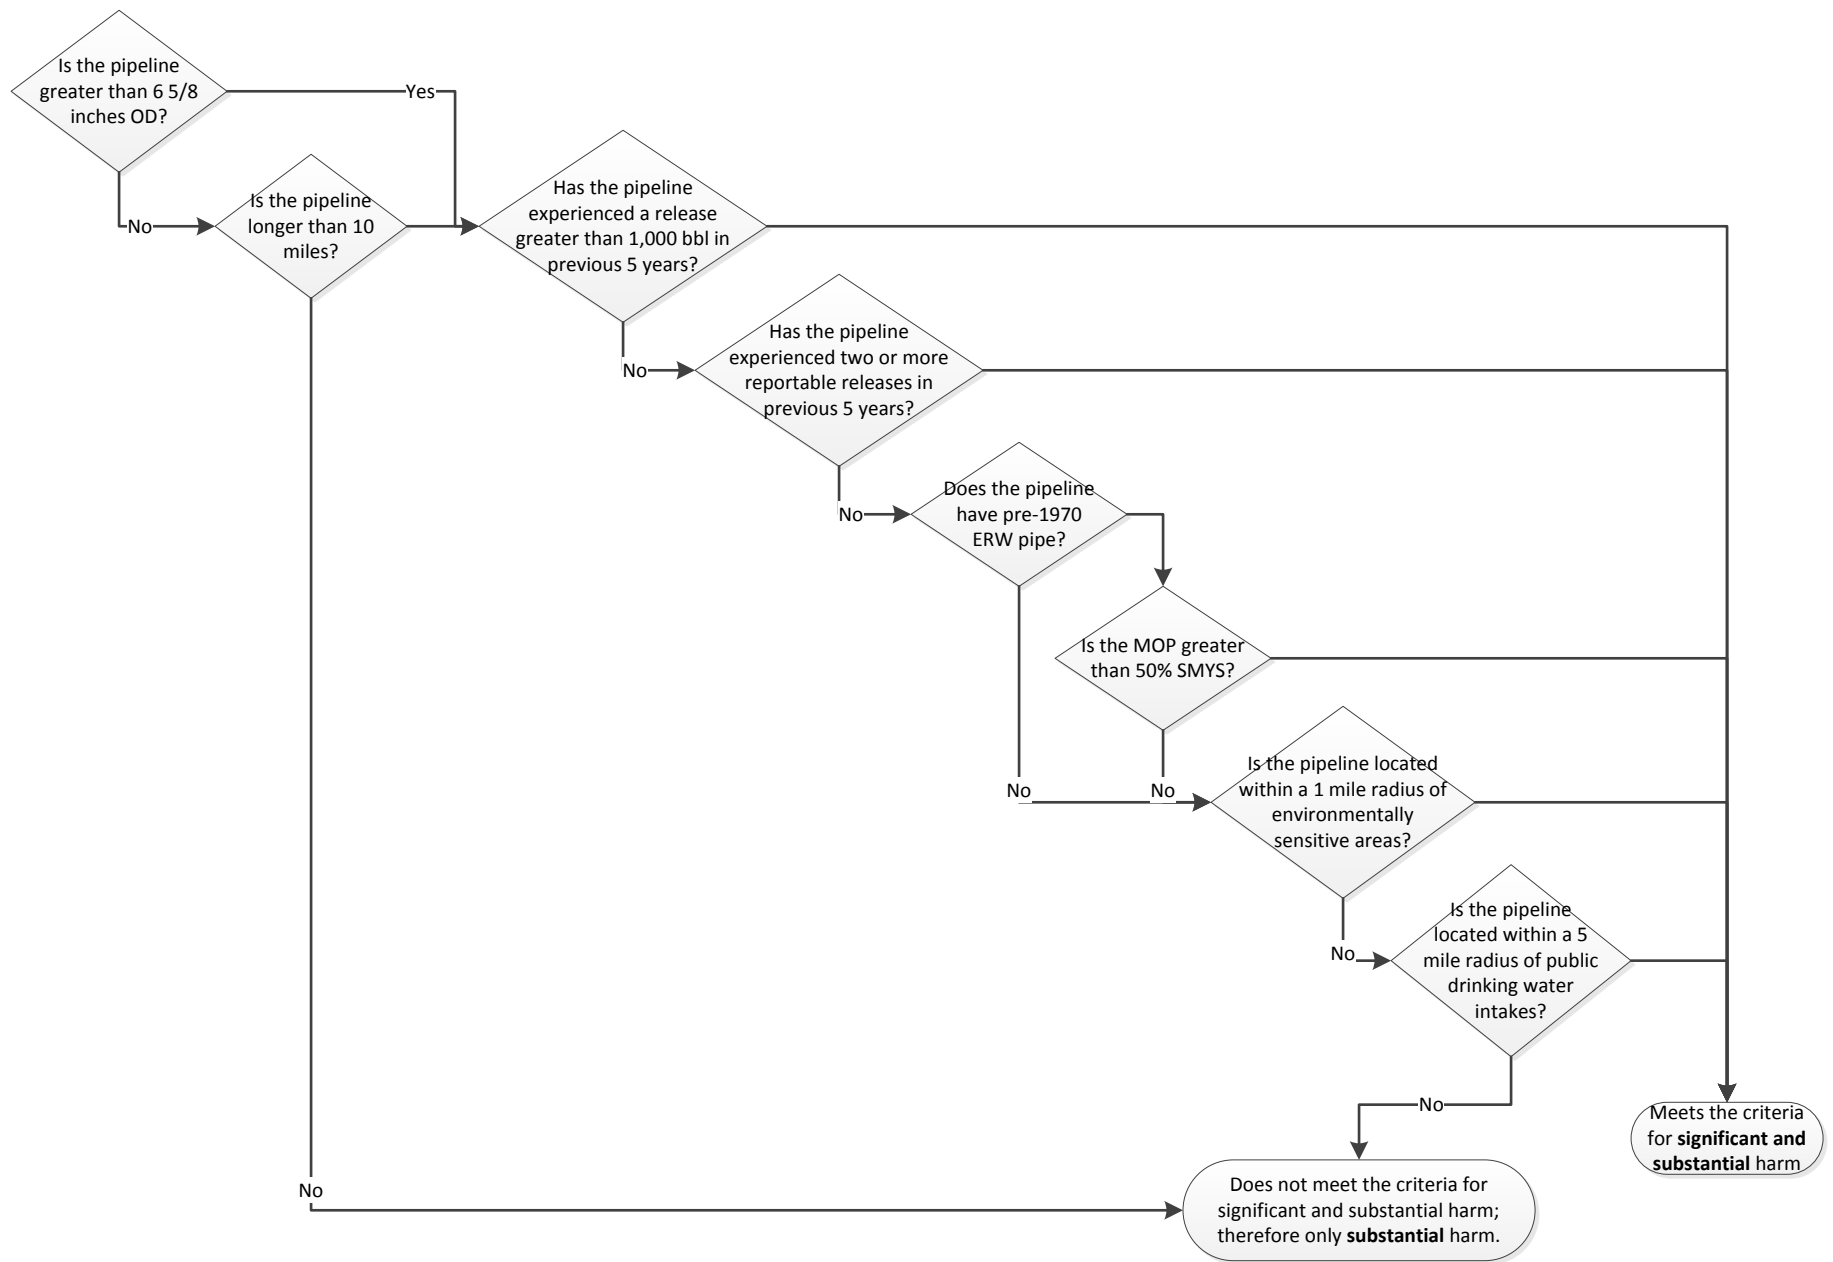 Is the pipeline
greater than 6 5/8
inches OD?
Yes
No
Is the pipeline
longer than 10
miles?
Has the pipeline
experienced a release
greater than 1,000 bbl in
previous 5 years?
No
Has the pipeline
experienced two or more
reportable releases in
previous 5 years?
No
Does the pipeline
have pre-1970
ERW pipe?
Is the MOP greater
than 50% SMYS?
No
No
Is the pipeline located
within a 1 mile radius of
environmentally
sensitive areas?
No
Is the pipeline
located within a 5
mile radius of public
drinking water
intakes?
No
Meets the criteria
for significant and
substantial harm
No
Does not meet the criteria for
significant and substantial harm;
therefore only substantial harm.